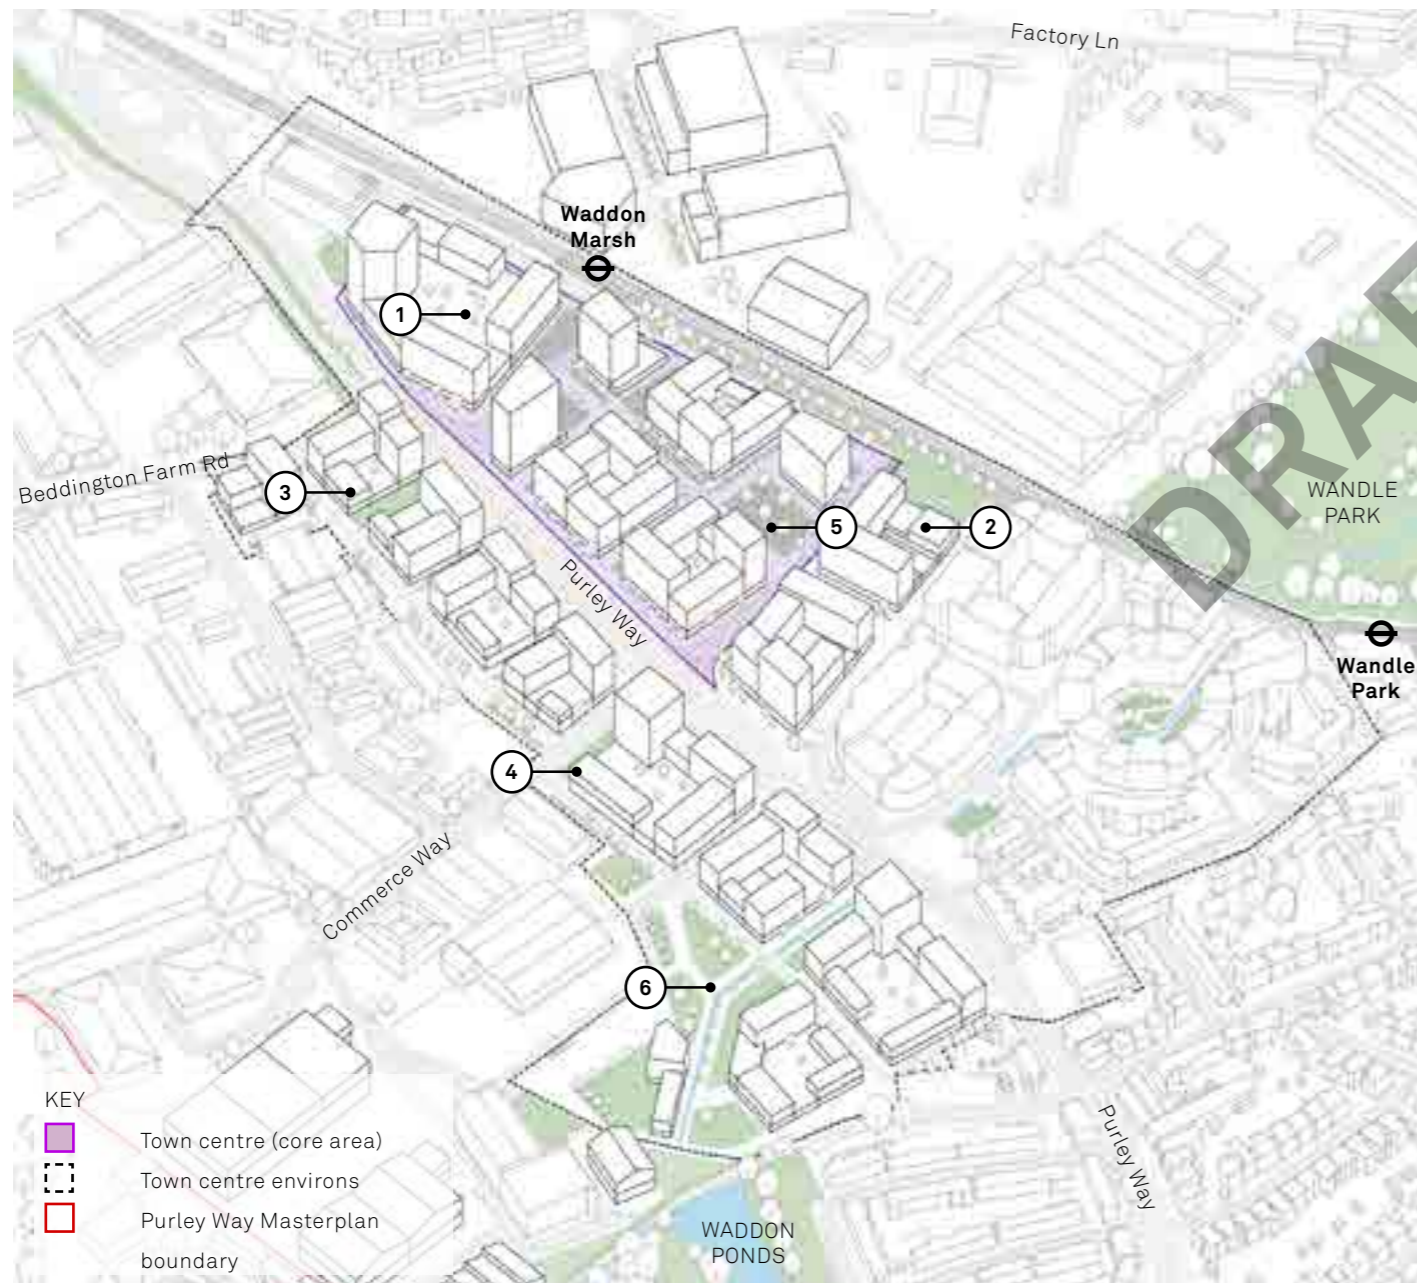 Factory Ln
Waddon
Marsh
1
Beddington Farm Rd
3
5
2
WANDLE
PARK
DRAF
Purley Way
Wandle
Park
4
Commerce Way
6
KEY
Town centre (core area)
Town centre environs
Purley Way Masterplan
boundary
Purley Way
WADDON
PONDS